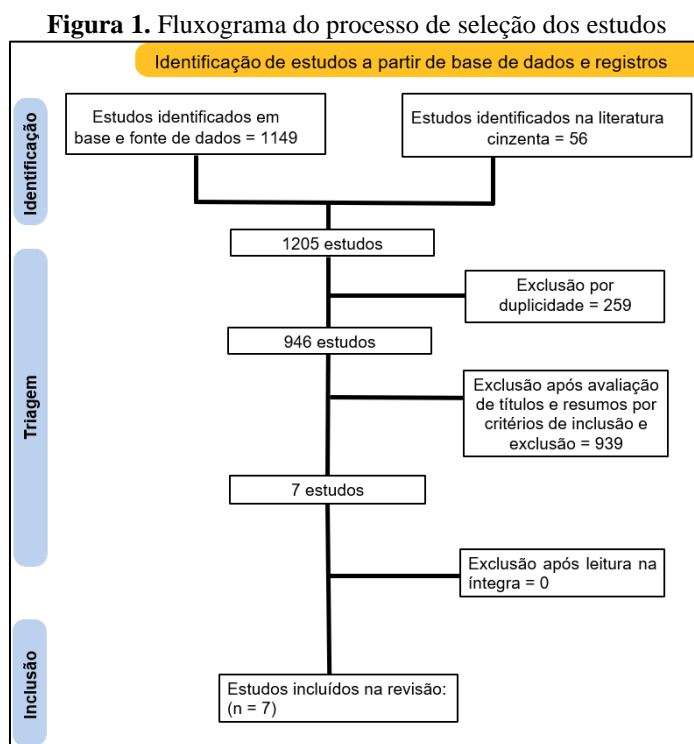 Figura 1. Fluxograma do processo de seleção dos estudos
Identificação de estudos a partir de base de dados e registros
Identificação
Estudos identificados em
base e fonte de dados = 1149
Estudos identificados na literatura
cinzenta = 56
1205 estudos
Triagem
Exclusão por
duplicidade = 259
946 estudos
Exclusão após avaliação
de títulos e resumos por
critérios de inclusão e
exclusão = 939
7 estudos
Exclusão após leitura na
íntegra = 0
Inclusão
Estudos incluídos na revisão:
(n = 7)